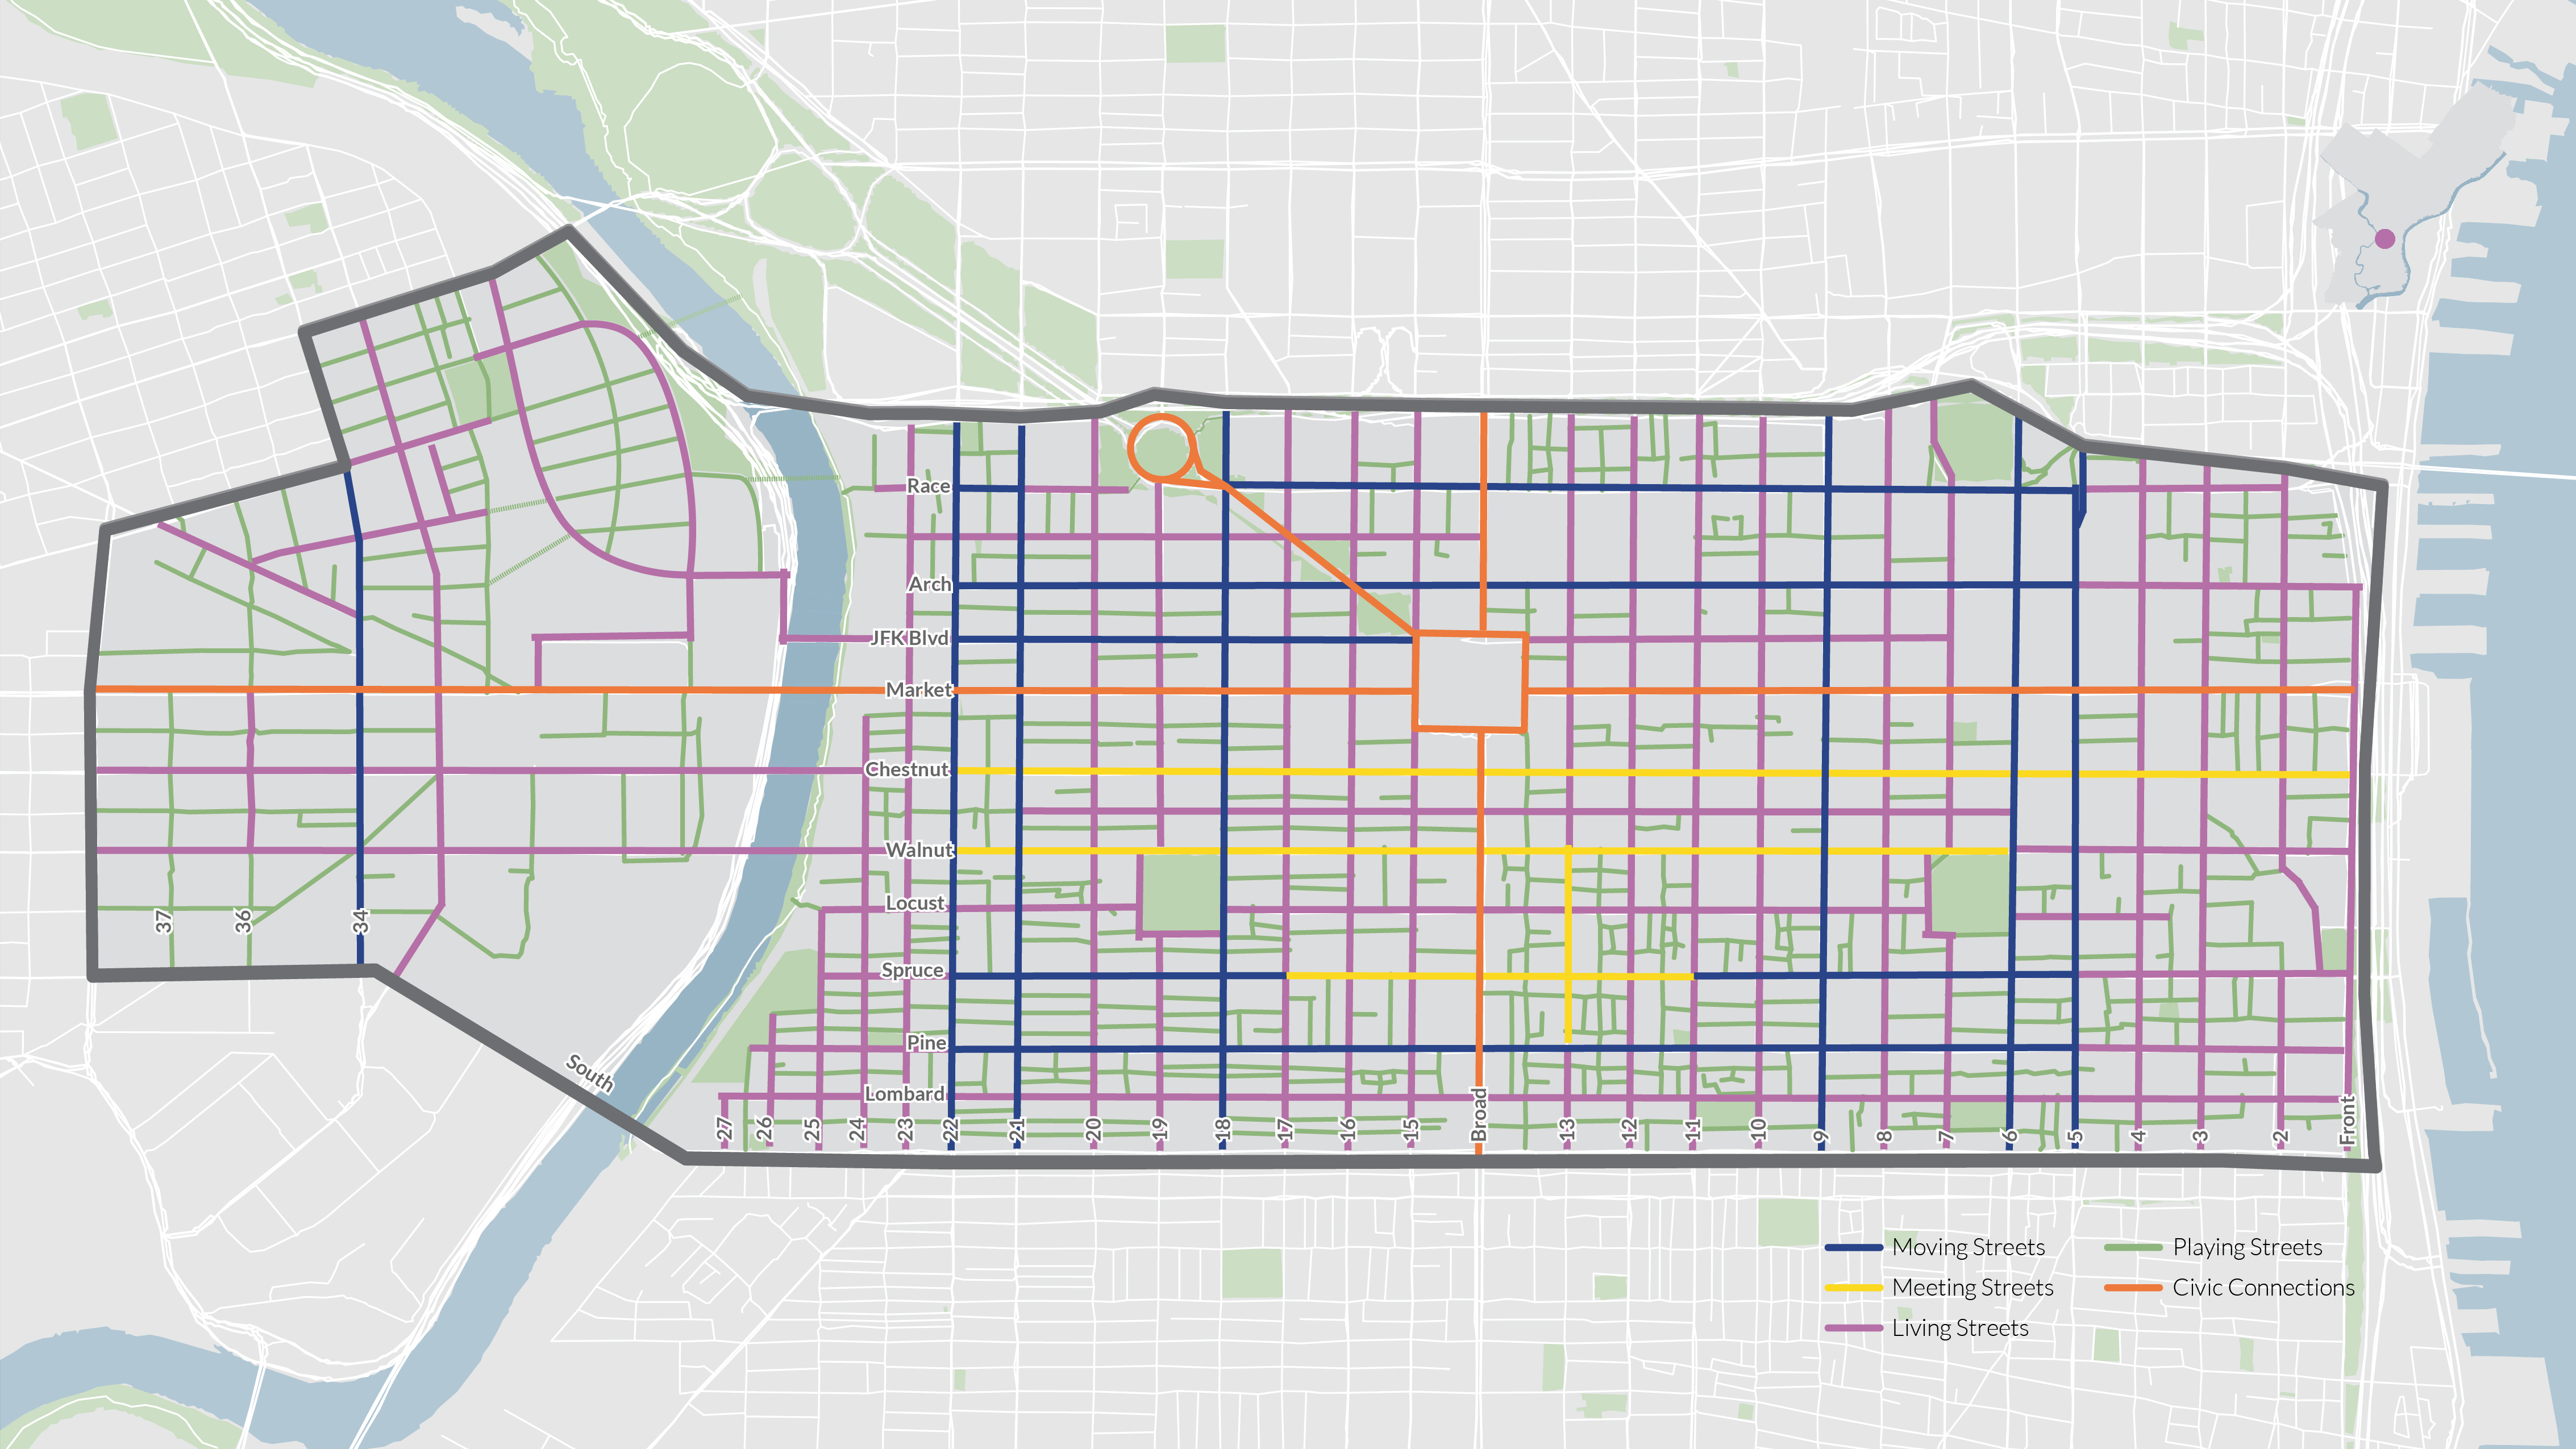 Race
Arch
JFK Blvd
Market
Chestnut
Walnut
Locust
Spruce
Pine
Lombard
South
37
36
34
27
26
25
24
23
22
21
20
19
18
17
16
15
Broad
13
12
11
10
9
8
7
6
5
4
3
2
Front
Moving Streets
Meeting Streets
Living Streets
Playing Streets
Civic Connections